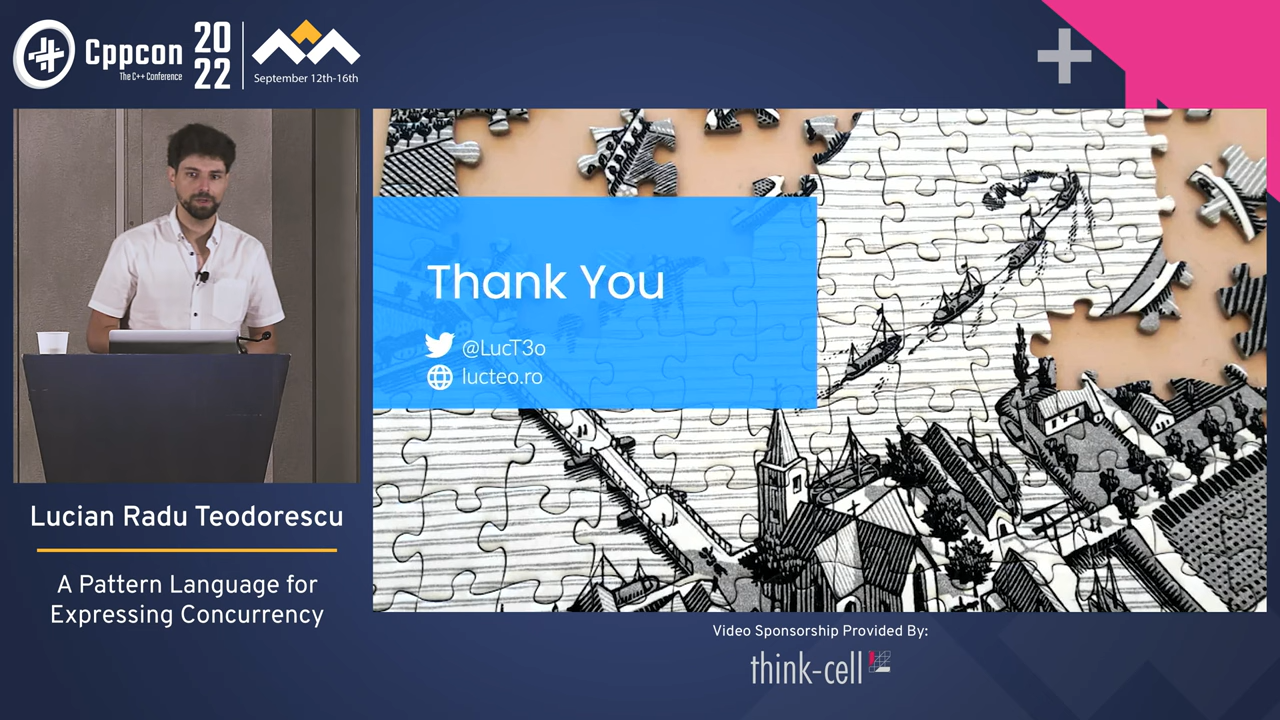 Cppcon
The C++ Conference
20
22
September 12th-16th
Thank You
@LucT3o
lucteo.ro
Lucian Radu Teodorescu
A Pattern Language for
Expressing Concurrency
Video Sponsorship Provided By:
think-cell